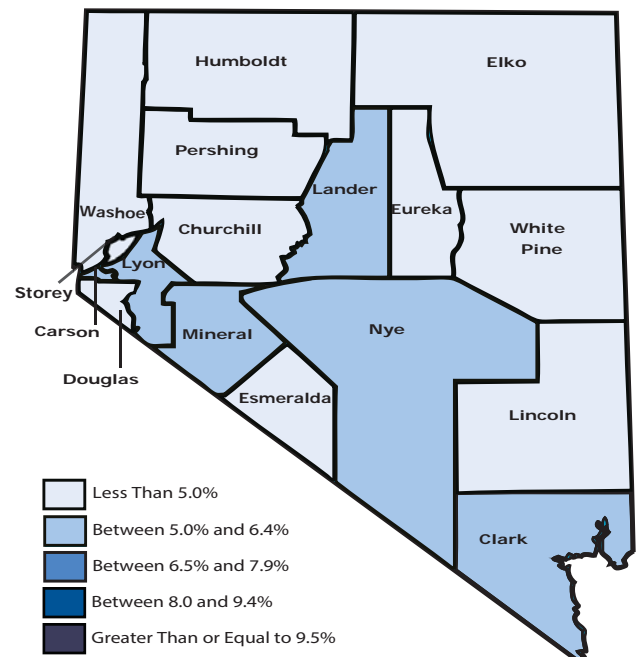 Humboldt
Elko
Pershing
Lander
Eureka
Washoe
Churchill
White
Pine
Lyon
Storey
Carson
Mineral
Nye
Douglas
Esmeralda
Lincoln
Clark
Less Than 5.0%
Between 5.0% and 6.4%
Between 6.5% and 7.9%
Between 8.0 and 9.4%
Greater Than or Equal to 9.5%